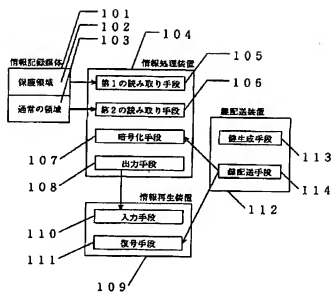 101
102
103
104
情報記録媒体
情報処理装置
105
保護領域
第1の読み取り手段
106
通常の領域
第2の読み取り手段
鍵配送装置
107
暗号化手段
鍵生成手段
113
108
出力手段
鍵配送手段
114
112
情報再生装置
110
入力手段
111
復号手段
109